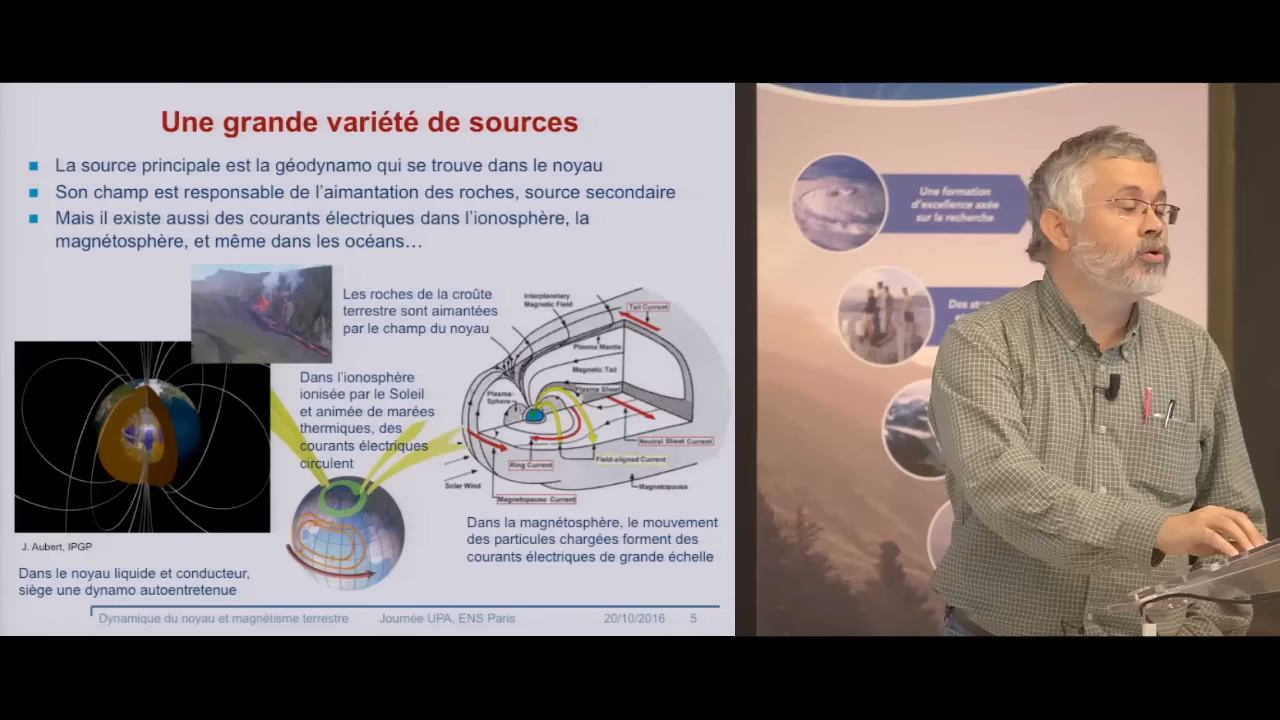 Une grande variété de sources
La source principale est la géodynamo qui se trouve dans le noyau
Son champ est responsable de l'aimantation des roches, source secondaire
Mais il existe aussi des courants électriques dans l'ionosphère, la
magnétosphère, et même dans les océans…
Les roches de la croûte
terrestre sont aimantées
par le champ du noyau
Dans l'ionosphère
ionisée par le Soleil
et animée de marées
thermiques, des
courants électriques
circulent
Interplanetary
Magnetic Field
Tail Current
Plasma Mantle
Magnetic Tail
Plasma Sheet
Plasma-
Sphere
Neutral Sheet Current
Field-aligned Current
Ring Current
Solar Wind
Magnetopause
Magnetopause Current
Dans la magnétosphère, le mouvement
des particules chargées forment des
courants électriques de grande échelle
J. Aubert, IPGP
Dans le noyau liquide et conducteur,
siège une dynamo autoentretenue
Dynamique du noyau et magnétisme terrestre Journée UPA, ENS Paris 20/10/2016 5
Une formation
d'excellence axée
sur la recherche
Des